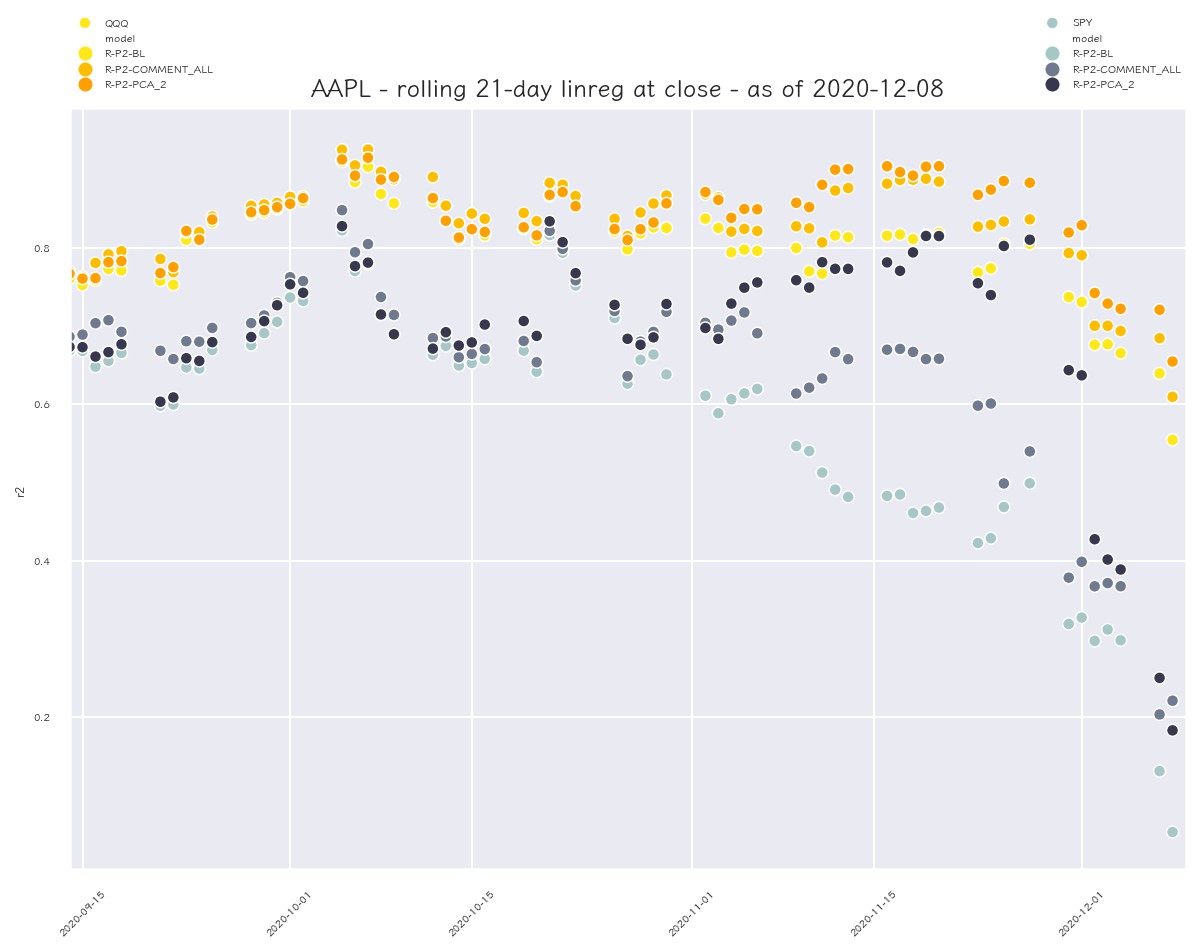 QQQ
model
R-P2-BL
R-P2-COMMENT_ALL
R-P2-PCA_2
SPY
model
R-P2-BL
R-P2-COMMENT_ALL
R-P2-PCA_2
AAPL - rolling 21-day linreg at close - as of 2020-12-08
0.8
0.6
r2
0.4
0.2
2020-09-15
2020-10-01
2020-10-15
2020-11-01
2020-11-15
2020-12-01